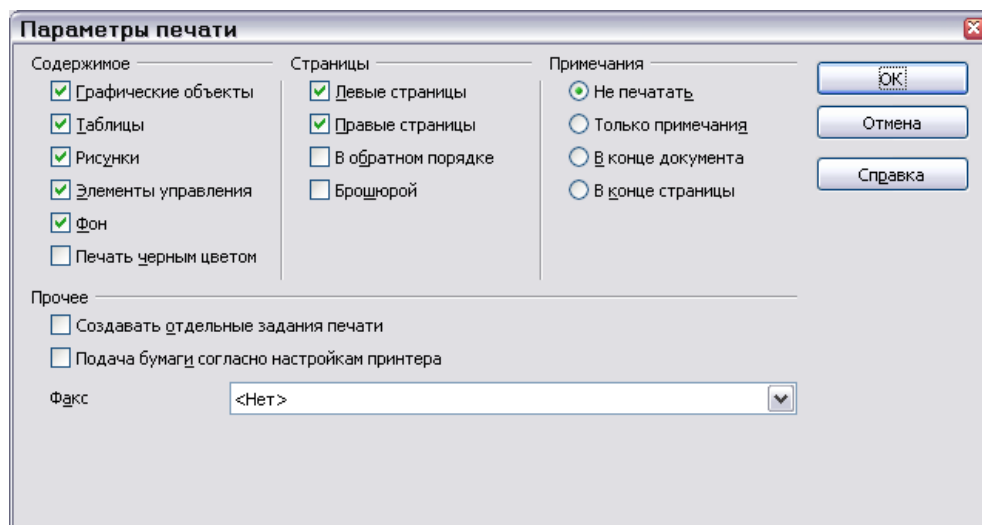 Параметры печати
Содержимое
Графические объекты
Таблицы
Рисунки
Элементы управления
Фон
Печать черным цветом
Страницы
Левые страницы
Правые страницы
В обратном порядке
Брошюрой
Примечания
Не печатать
Только примечания
В конце документа
В конце страницы
ОК
Отмена
Справка
Прочее
Создавать отдельные задания печати
Подача бумаги согласно настройкам принтера
Факс
<Нет>